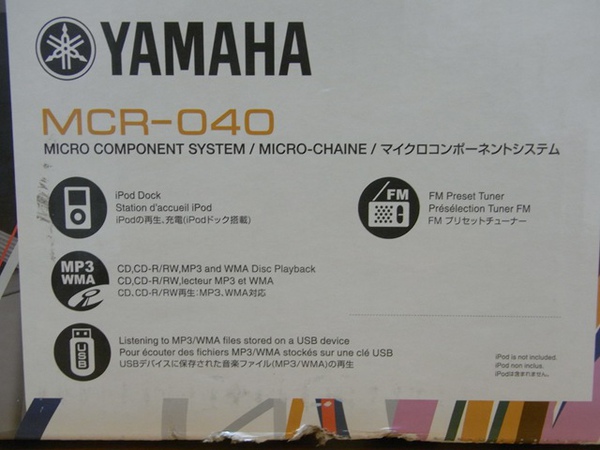 YAMAHA
MCR-040
MICRO COMPONENT SYSTEM / MICRO-CHAINE / マイクロコンポーネントシステム
iPod Dock
Station d'accueil iPod
iPodの再生、充電(iPodドック搭載)
FM
FM Preset Tuner
Présélection Tuner FM
FM プリセットチューナー
MP3
WMA
CD,CD-R/RW,MP3 and WMA Disc Playback
CD,CD-R/RW,lecteur MP3 et WMA
CD、CD-R/RW再生:MP3、WMA対応
USB
Listening to MP3/WMA files stored on a USB device
Pour écouter des fichiers MP3/WMA stockés sur une clé USB
USBデバイスに保存された音楽ファイル(MP3/WMA)の再生
iPod is not included.
iPod non inclus.
iPodは含まれません。